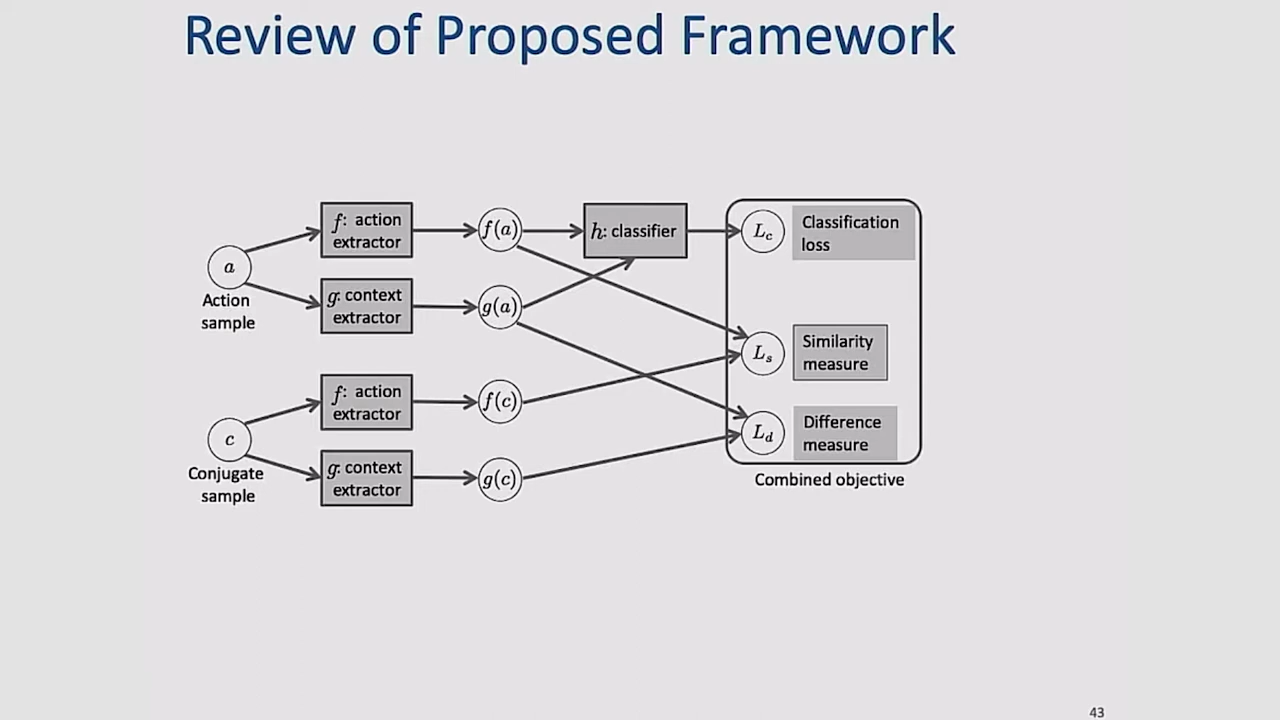 Review of Proposed Framework
a
Action
sample
f: action
extractor
g: context
extractor
f(a)
g(a)
h: classifier
L_c
Classification
loss
L_s
Similarity
measure
L_d
Difference
measure
Combined objective
c
Conjugate
sample
f: action
extractor
g: context
extractor
f(c)
g(c)
43